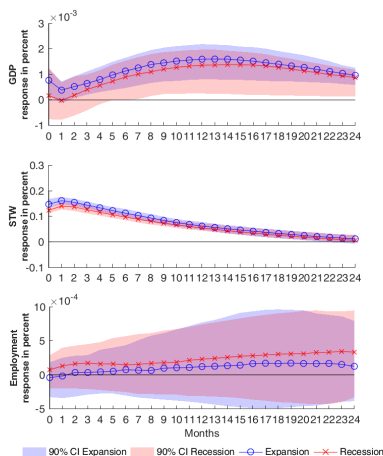 ×10⁻³
3
2
1
0
-1
GDP
response in percent
0 1 2 3 4 5 6 7 8 9 10 11 12 13 14 15 16 17 18 19 20 21 22 23 24
0.3
0.2
0.1
0
-0.1
STW
response in percent
0 1 2 3 4 5 6 7 8 9 10 11 12 13 14 15 16 17 18 19 20 21 22 23 24
10 ×10⁻⁴
5
0
-5
Employment
response in percent
0 1 2 3 4 5 6 7 8 9 10 11 12 13 14 15 16 17 18 19 20 21 22 23 24
Months
90% CI Expansion 90% CI Recession Expansion Recession